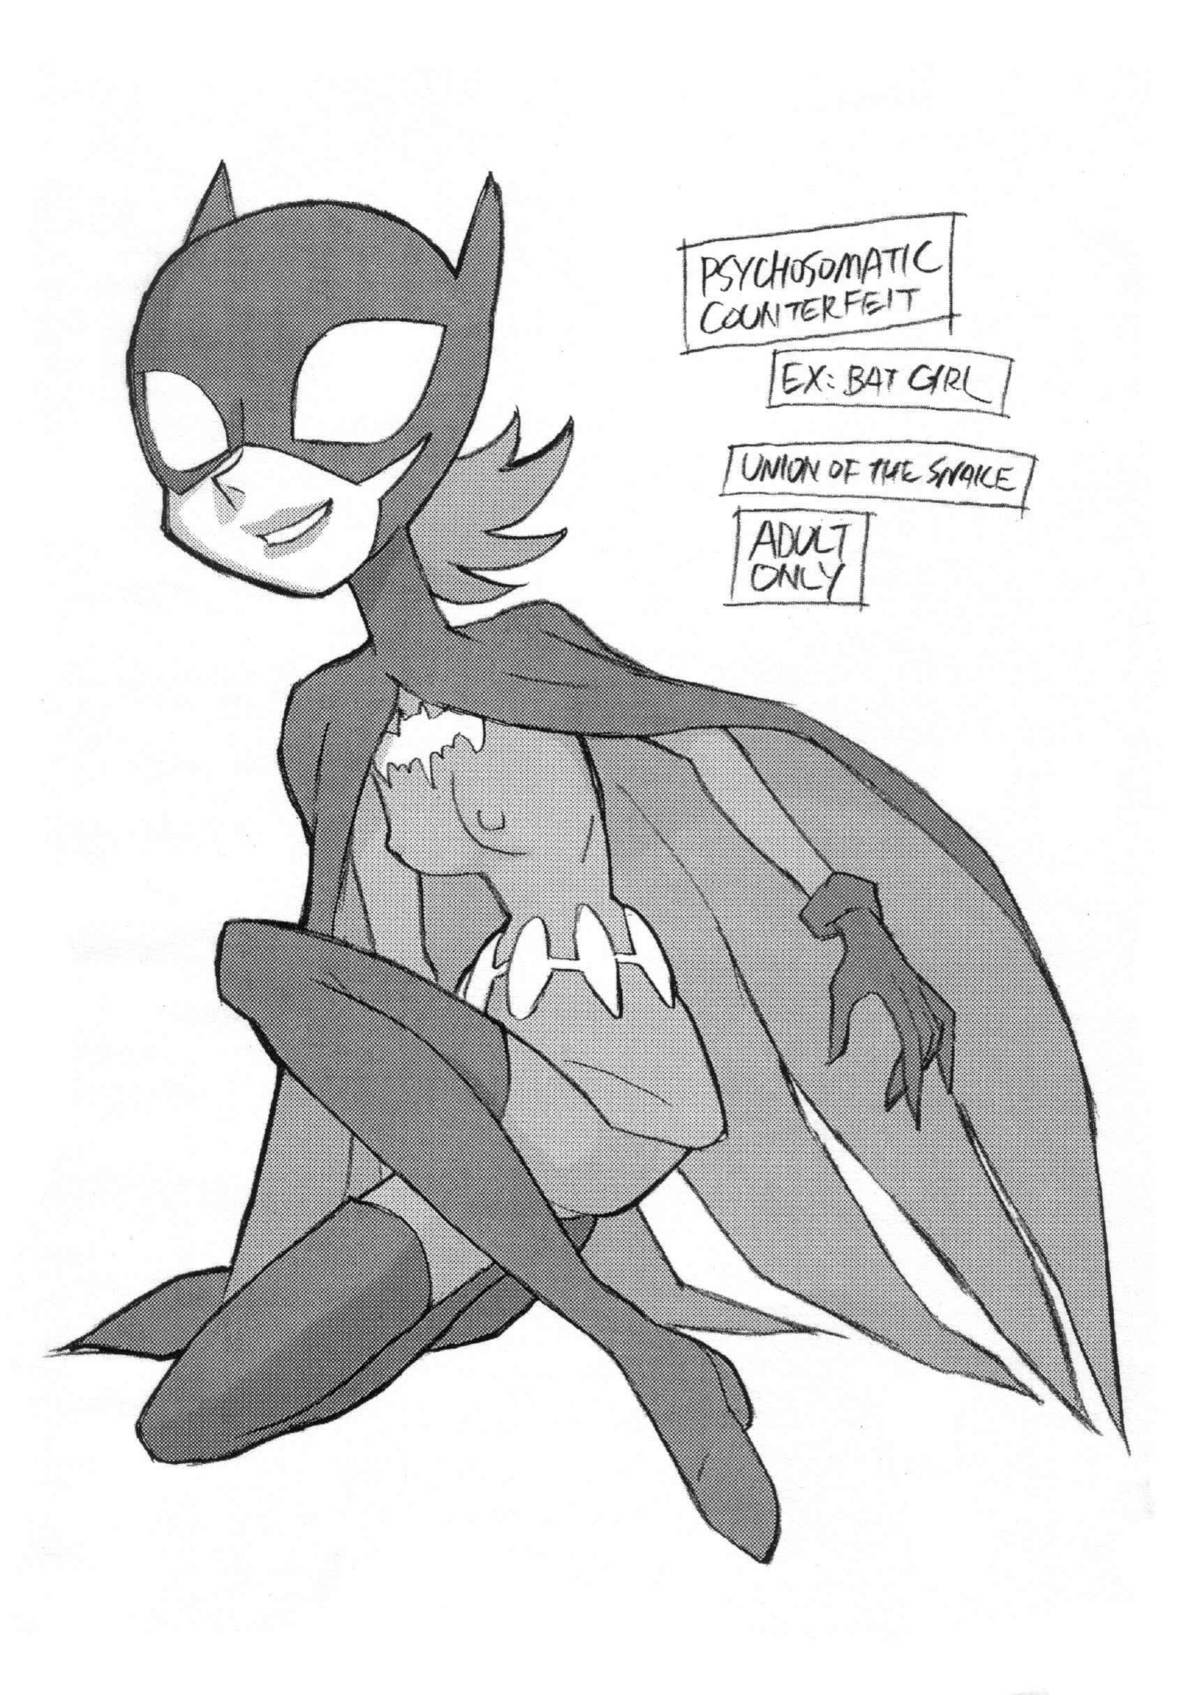 PSYCHOSOMATIC
COUNTERFEIT
EX: BAT GIRL
UNION OF THE SNAKE
ADULT
ONLY